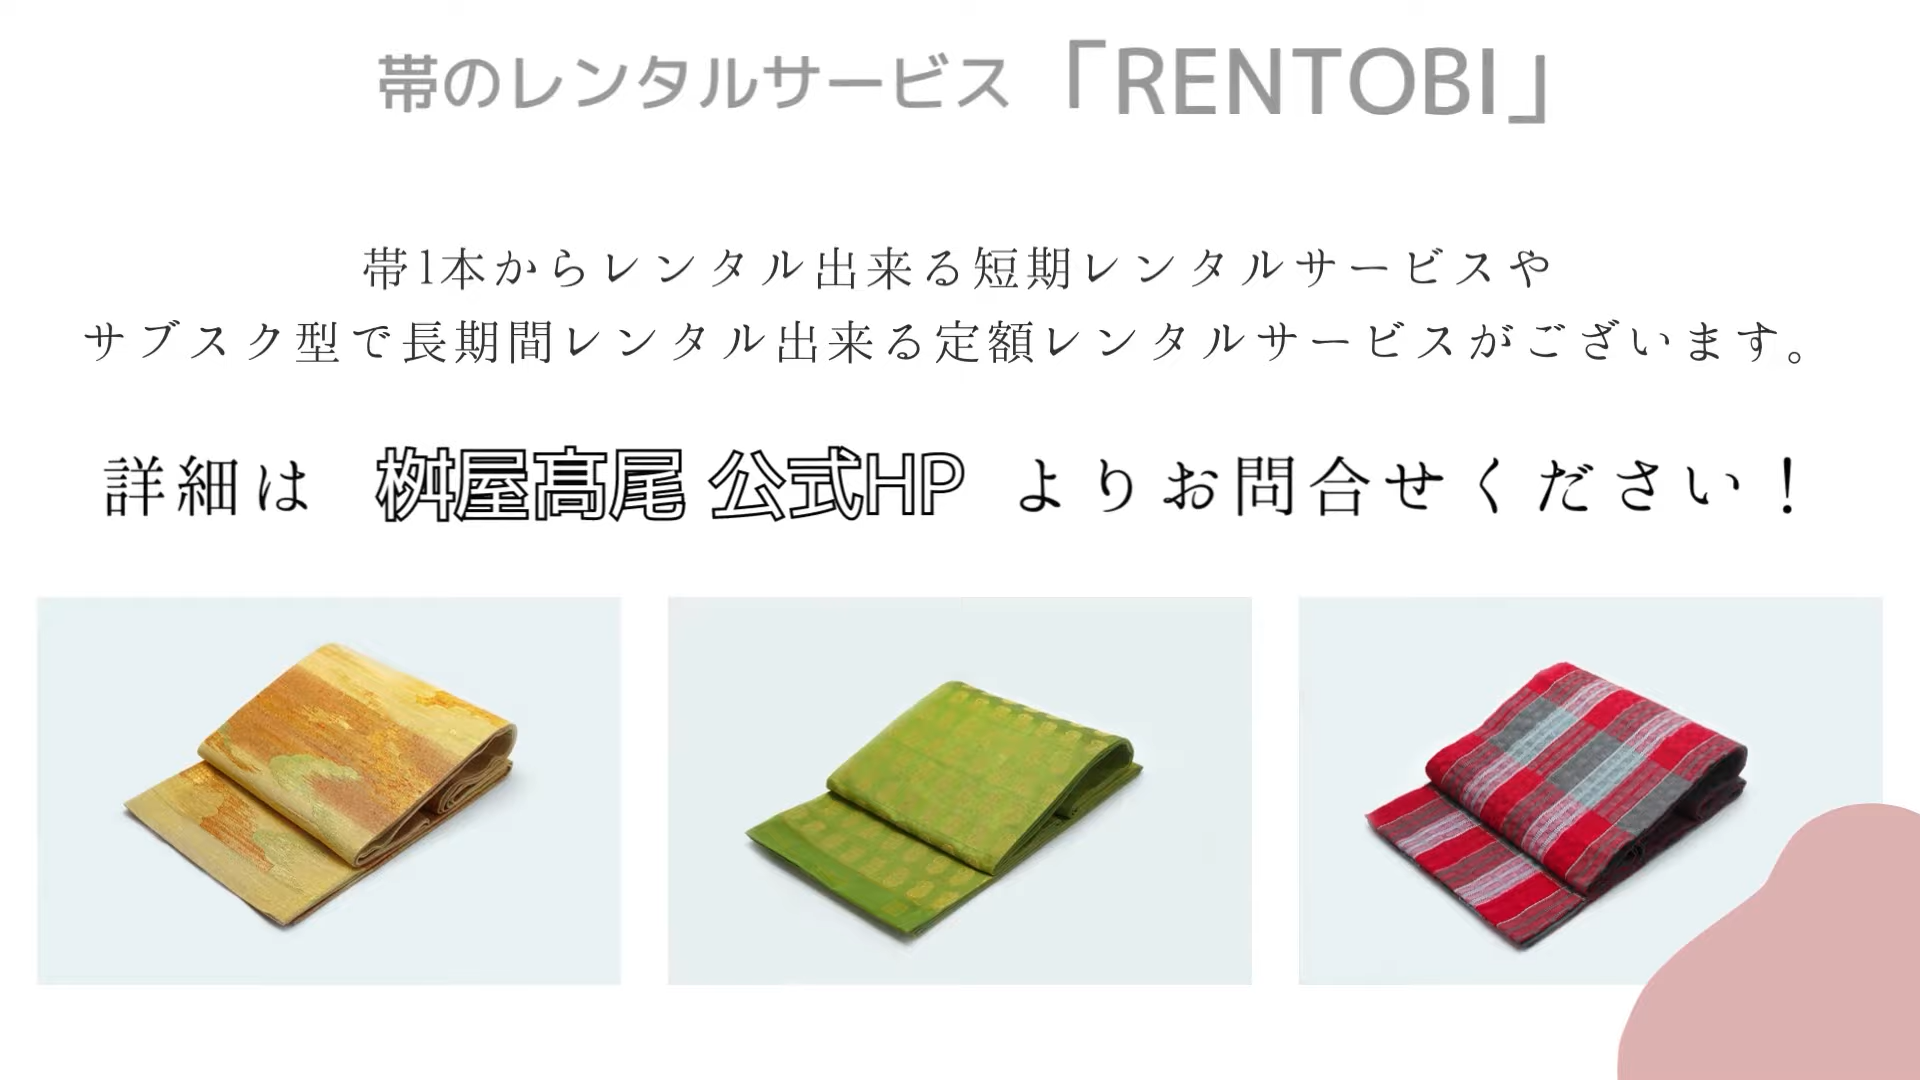 帯のレンタルサービス「RENTOBI」
帯1本からレンタル出来る短期レンタルサービスや
サブスク型で長期間レンタル出来る定額レンタルサービスがございます。
詳細は 桝屋髙尾 公式HP よりお問合せください！